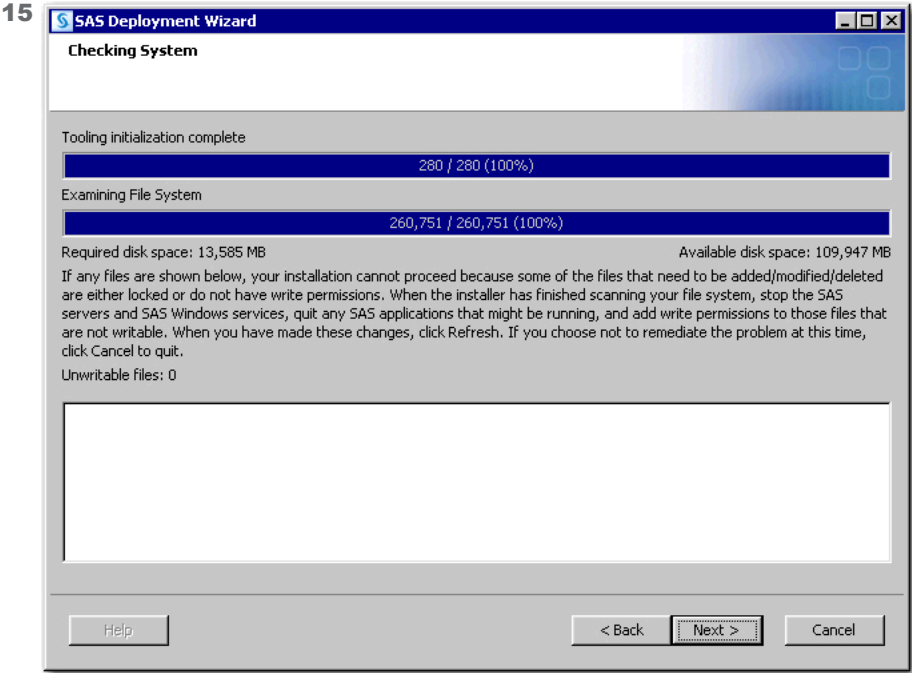 15
SAS Deployment Wizard
Checking System
Tooling initialization complete
280 / 280 (100%)
Examining File System
260,751 / 260,751 (100%)
Required disk space: 13,585 MB Available disk space: 109,947 MB
If any files are shown below, your installation cannot proceed because some of the files that need to be added/modified/deleted
are either locked or do not have write permissions. When the installer has finished scanning your file system, stop the SAS
servers and SAS Windows services, quit any SAS applications that might be running, and add write permissions to those files that
are not writable. When you have made these changes, click Refresh. If you choose not to remediate the problem at this time,
click Cancel to quit.
Unwritable files: 0
Help < Back Next > Cancel